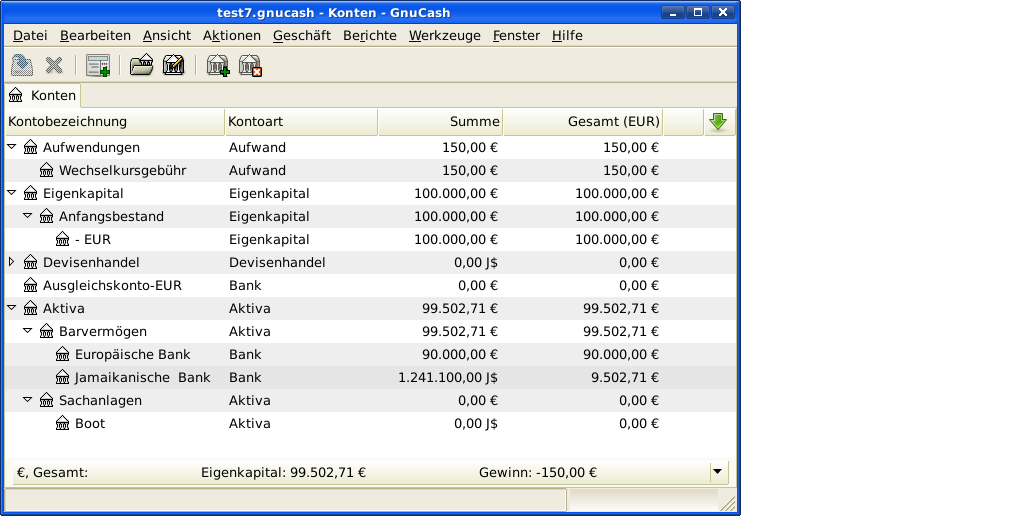 test7.gnucash - Konten - GnuCash
Datei Bearbeiten Ansicht Aktionen Geschäft Berichte Werkzeuge Fenster Hilfe
Konten
Kontobezeichnung Kontoart Summe Gesamt (EUR)
Aufwendungen Aufwand 150,00 € 150,00 €
Wechselkursgebühr Aufwand 150,00 € 150,00 €
Eigenkapital Eigenkapital 100.000,00 € 100.000,00 €
Anfangsbestand Eigenkapital 100.000,00 € 100.000,00 €
- EUR Eigenkapital 100.000,00 € 100.000,00 €
Devisenhandel Devisenhandel 0,00 J$ 0,00 €
Ausgleichskonto-EUR Bank 0,00 € 0,00 €
Aktiva Aktiva 99.502,71 € 99.502,71 €
Barvermögen Aktiva 99.502,71 € 99.502,71 €
Europäische Bank Bank 90.000,00 € 90.000,00 €
Jamaikanische Bank Bank 1.241.100,00 J$ 9.502,71 €
Sachanlagen Aktiva 0,00 € 0,00 €
Boot Aktiva 0,00 J$ 0,00 €
€, Gesamt: Eigenkapital: 99.502,71 € Gewinn: -150,00 €